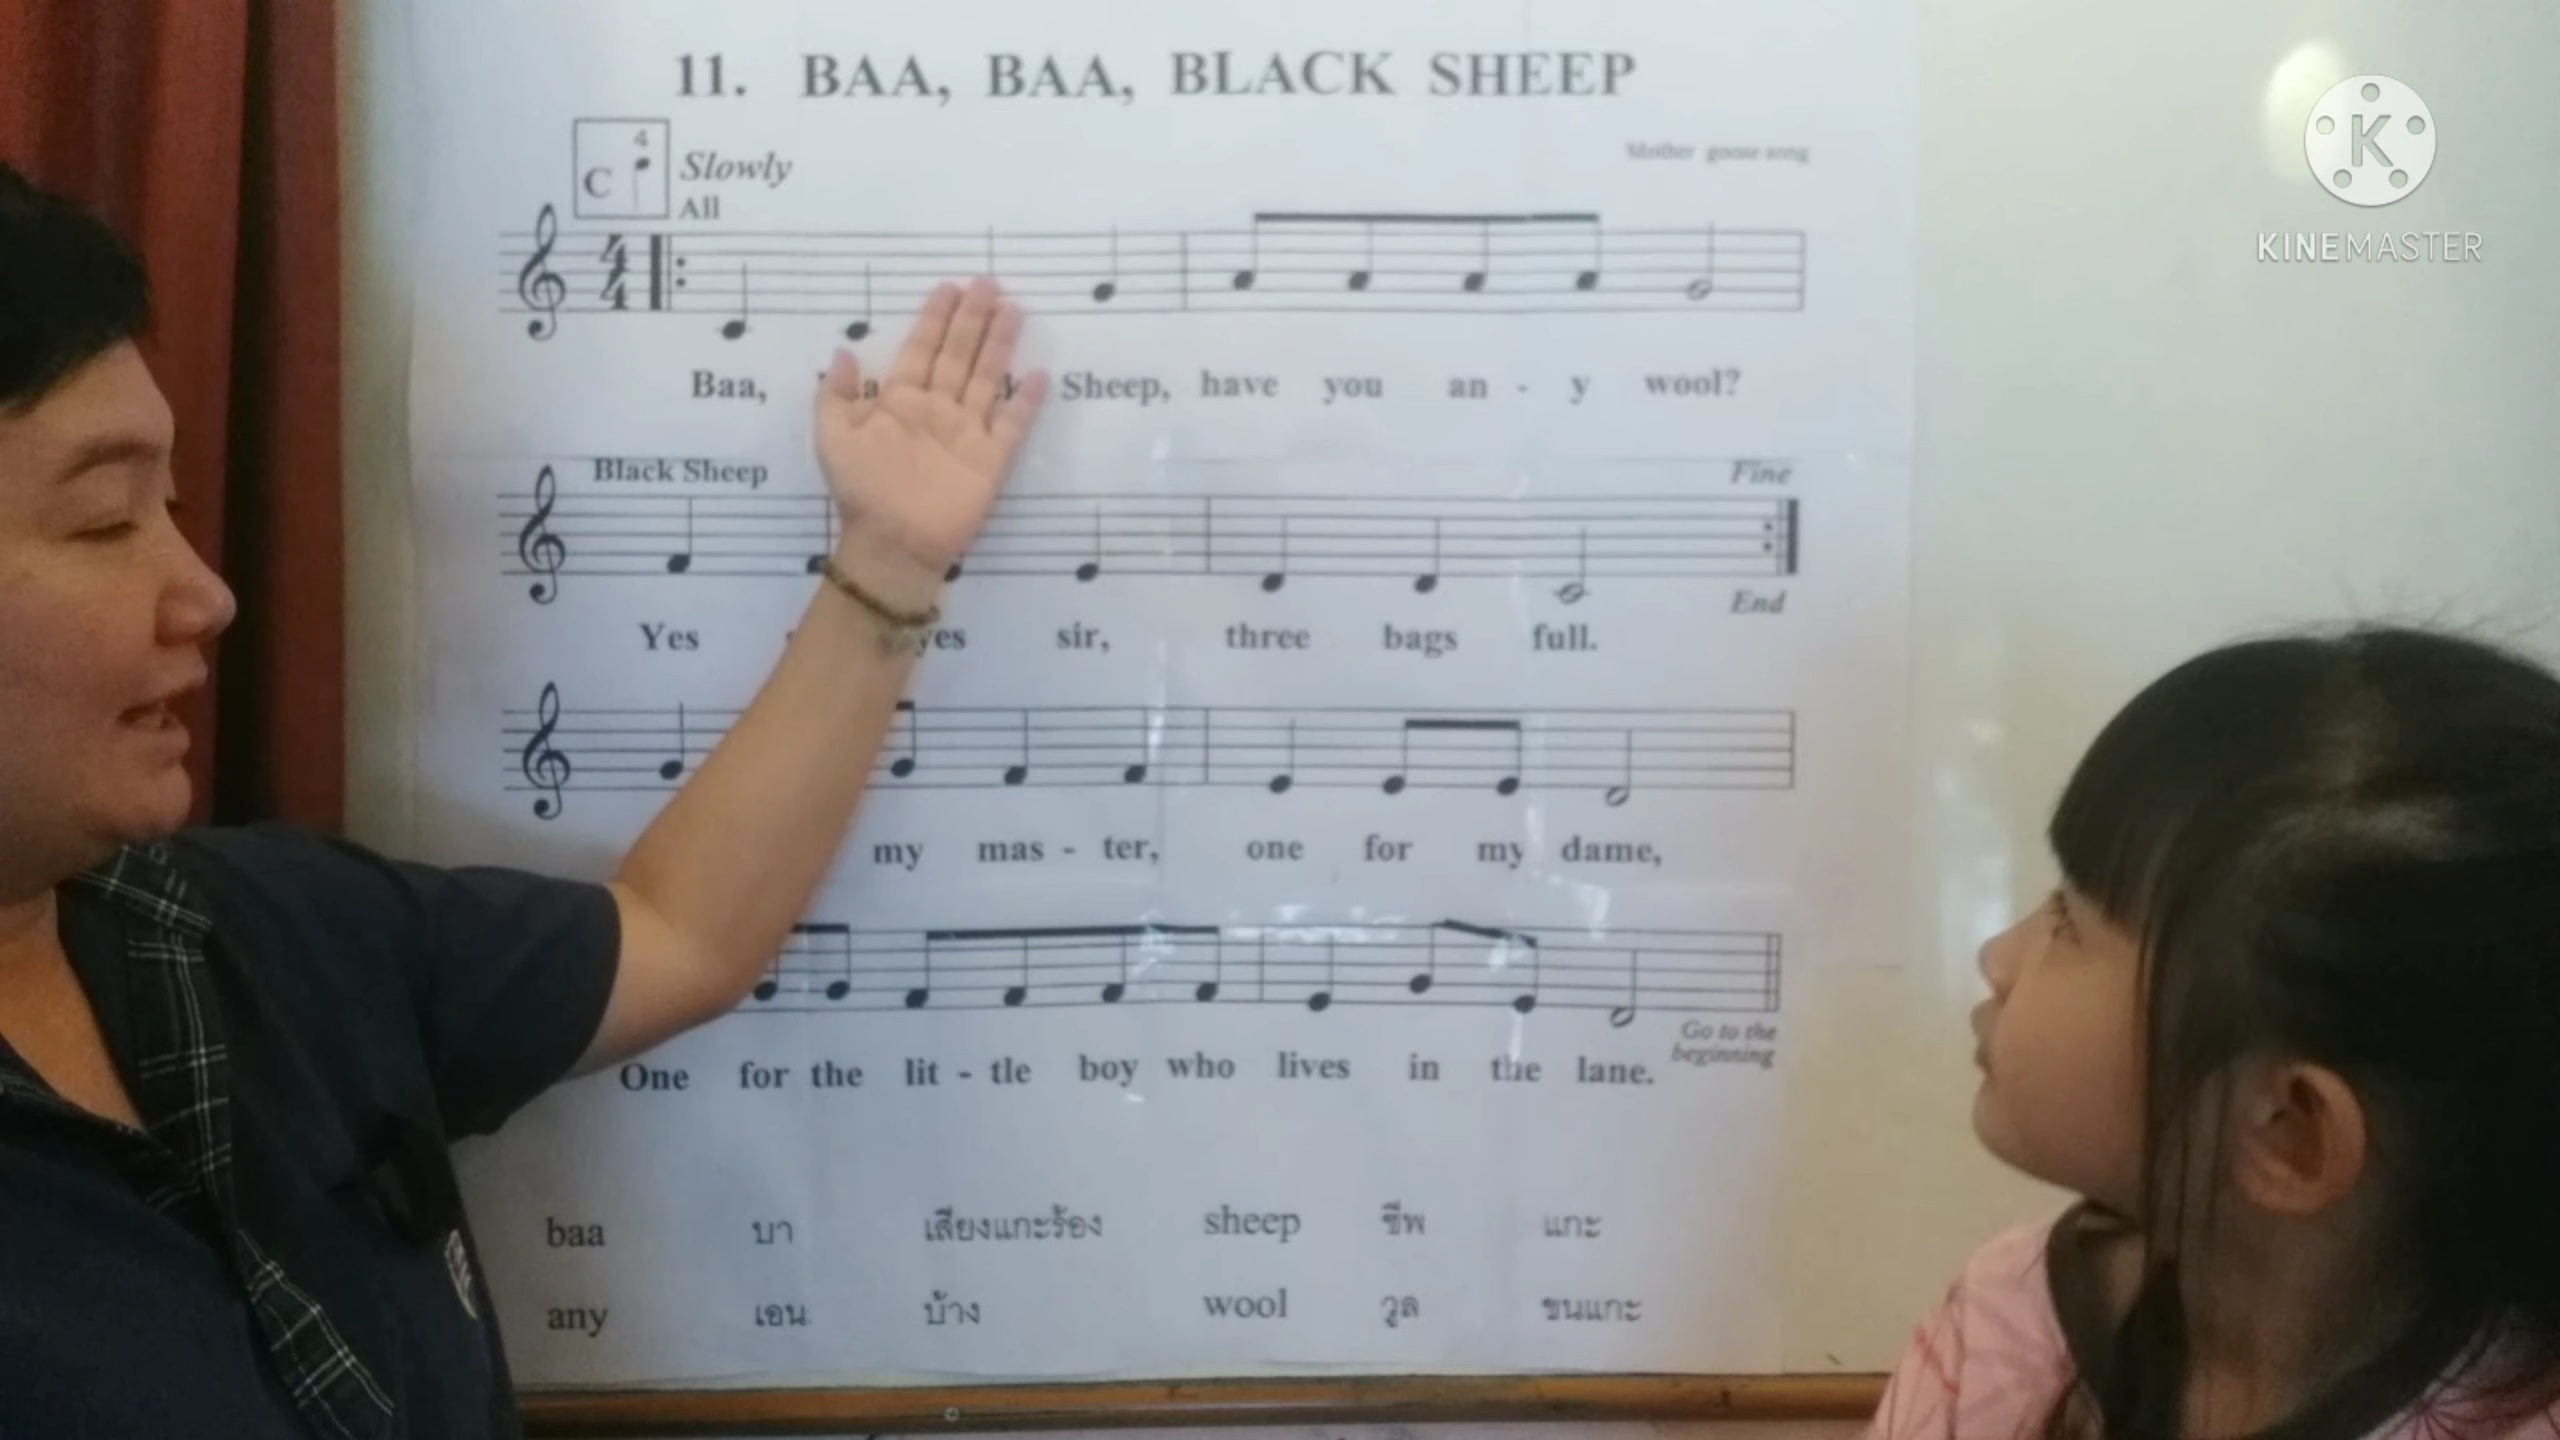 11. BAA, BAA, BLACK SHEEP
4
C
Slowly
Mother goose song
All
4
4
Baa, Sheep, have you an - y wool?
Black Sheep
Fine
End
Yes yes sir, three bags full.
my mas - ter, one for my dame,
Go to the
beginning
One for the lit - tle boy who lives in the lane.
baa บา เสียงแกะร้อง sheep ชีพ แกะ
any เอน บ้าง wool วูล ขนแกะ
K
KINEMASTER